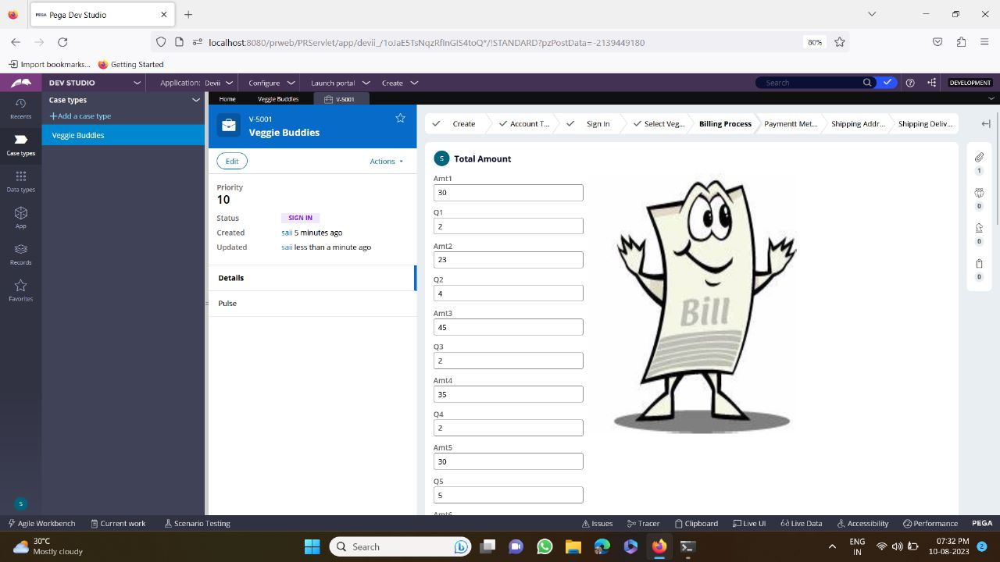 PEGA Pega Dev Studio
localhost:8080/prweb/PRServlet/app/devii_/1oJaE5TsNqzRflnGIS4toQ*/!STANDARD?pzPostData=-2139449180 80%
Import bookmarks... Getting Started
DEV STUDIO Application: Devii Configure Launch portal Create Search DEVELOPMENT
Recents
Case types
Data types
App
Records
Favorites
S
Case types
+Add a case type
Veggie Buddies
Home Veggie Buddies V-5001
V-5001
Veggie Buddies
Edit Actions
Priority
10
Status SIGN IN
Created saii 5 minutes ago
Updated saii less than a minute ago
Details
Pulse
Create Account T... Sign In Select Veg... Billing Process Paymentt Met... Shipping Addr... Shipping Deliv...
S Total Amount
Amt1
30
Q1
2
Amt2
23
Q2
4
Amt3
45
Q3
2
Amt4
35
Q4
2
Amt5
30
Q5
5
Amt6
Bill
1
0
0
0
Agile Workbench Current work Scenario Testing Issues Tracer Clipboard Live UI Live Data Accessibility Performance PEGA
30°C
Mostly cloudy
Search
ENG
IN
07:32 PM
10-08-2023
2